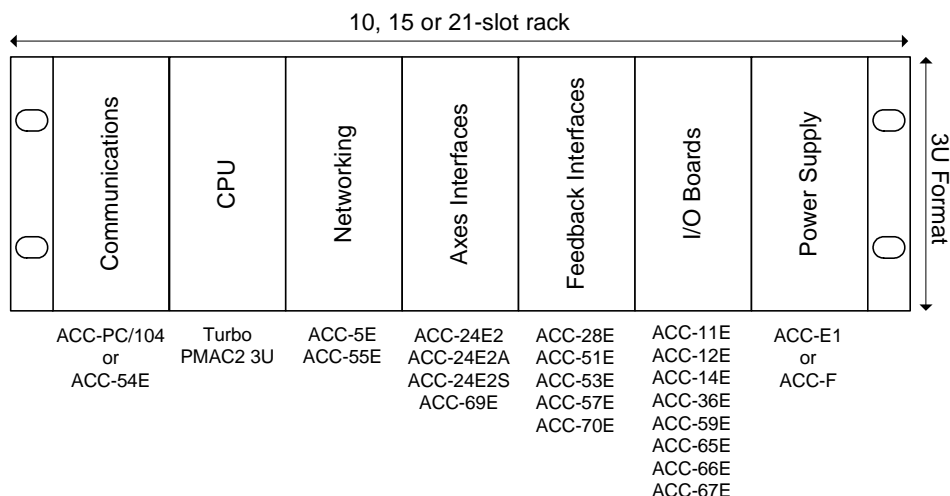 10, 15 or 21-slot rack
Communications
CPU
Networking
Axes Interfaces
Feedback Interfaces
I/O Boards
Power Supply
3U Format
ACC-PC/104
or
ACC-54E
Turbo
PMAC2 3U
ACC-5E
ACC-55E
ACC-24E2
ACC-24E2A
ACC-24E2S
ACC-69E
ACC-28E
ACC-51E
ACC-53E
ACC-57E
ACC-70E
ACC-11E
ACC-12E
ACC-14E
ACC-36E
ACC-59E
ACC-65E
ACC-66E
ACC-67E
ACC-E1
or
ACC-F